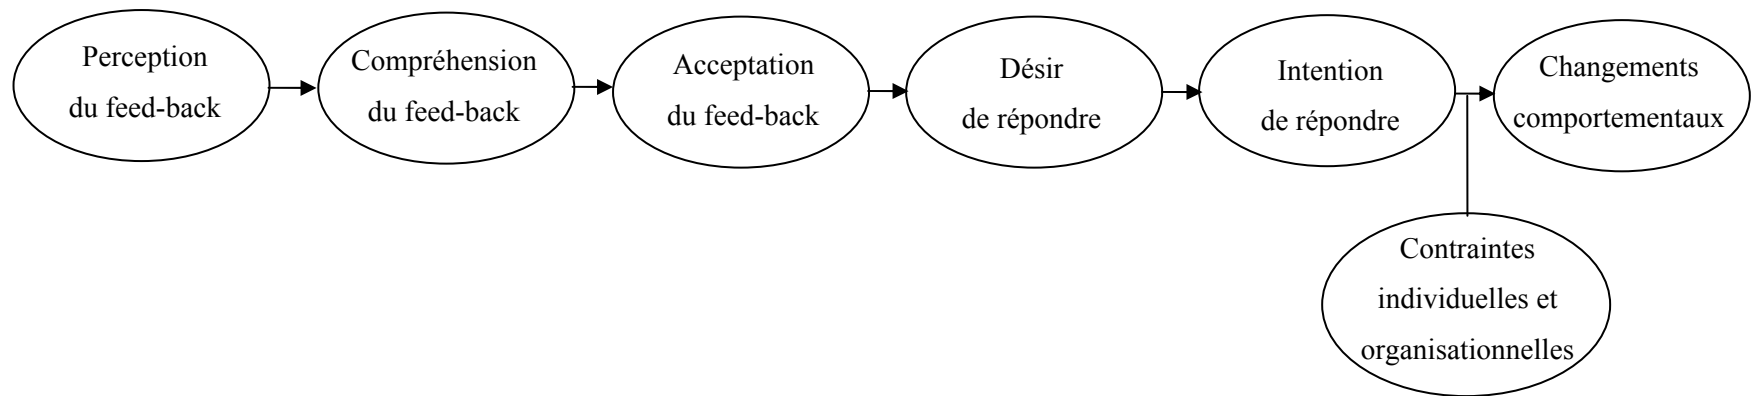 Perception
du feed-back
Compréhension
du feed-back
Acceptation
du feed-back
Désir
de répondre
Intention
de répondre
Changements
comportementaux
Contraintes
individuelles et
organisationnelles